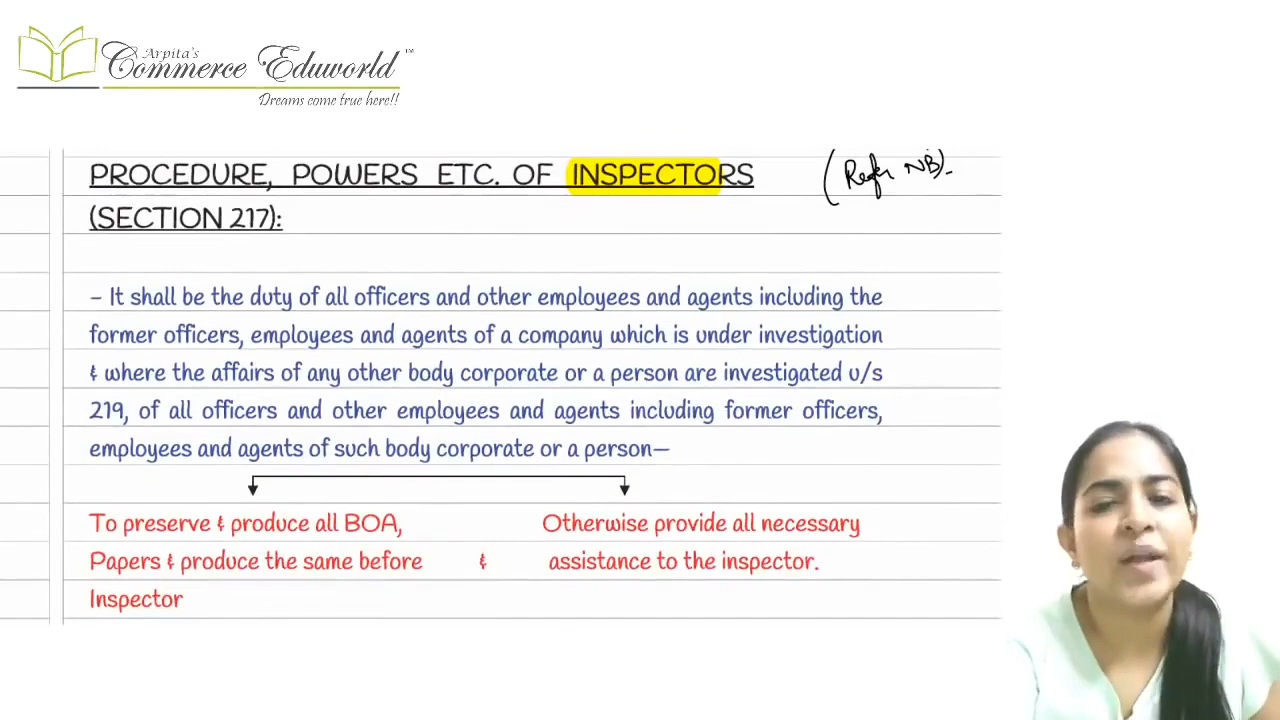 Arpita's
Commerce Eduworld™
Dreams come true here!!
PROCEDURE, POWERS ETC. OF INSPECTORS (Refer NB).
(SECTION 217):
- It shall be the duty of all officers and other employees and agents including the
former officers, employees and agents of a company which is under investigation
& where the affairs of any other body corporate or a person are investigated u/s
219, of all officers and other employees and agents including former officers,
employees and agents of such body corporate or a person—
To preserve & produce all BOA, Otherwise provide all necessary
Papers & produce the same before & assistance to the inspector.
Inspector